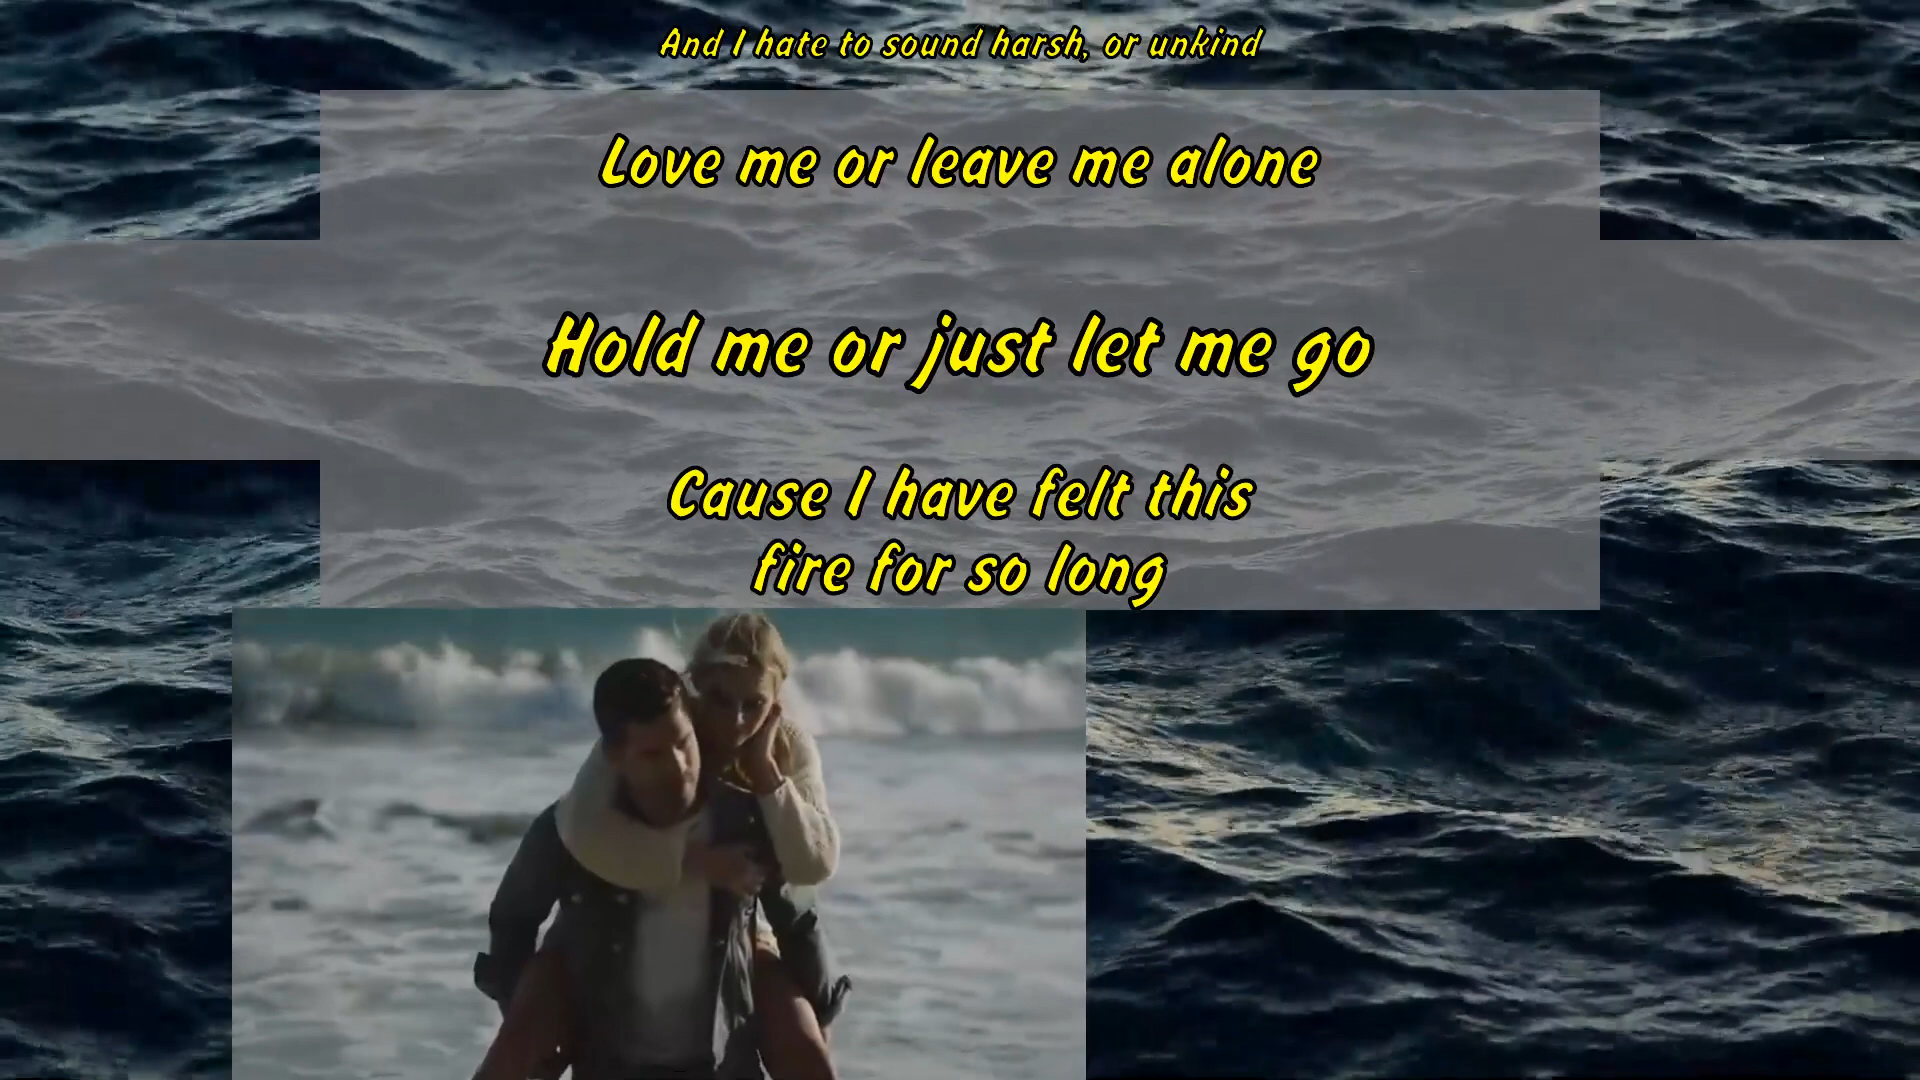 And I hate to sound harsh, or unkind
Love me or leave me alone
Hold me or just let me go
Cause I have felt this
fire for so long